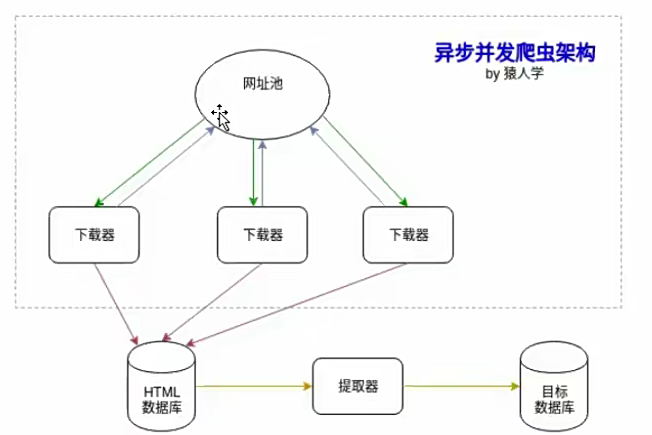 异步并发爬虫架构
by 猿人学
网址池
下载器
下载器
下载器
HTML
数据库
提取器
目标
数据库